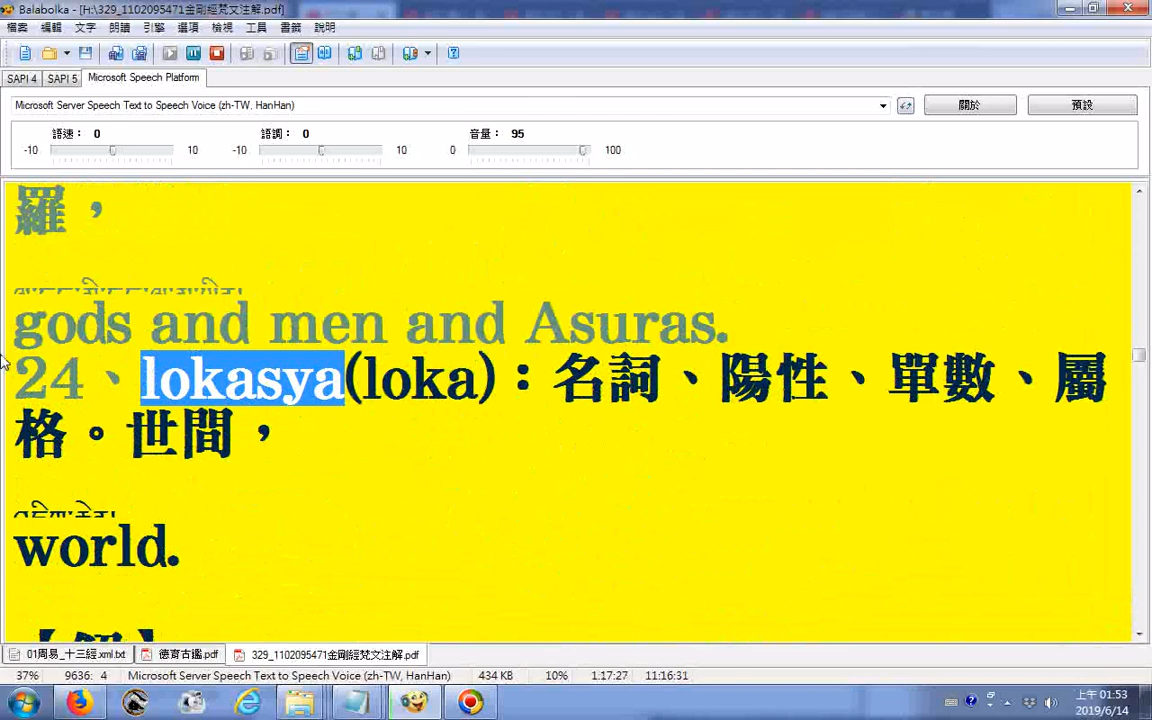 Balabolka - [H:\329_1102095471金剛經梵文注解.pdf]
檔案 編輯 文字 朗讀 引擎 選項 檢視 工具 書籤 說明
SAPI 4 SAPI 5 Microsoft Speech Platform
Microsoft Server Speech Text to Speech Voice (zh-TW, HanHan) 關於 預設
語速： 0 語調： 0 音量： 95
-10 10 -10 10 0 100
羅，
gods and men and Asuras.
24、lokasya(loka)：名詞、陽性、單數、屬
格。世間，
world.
01周易_十三經.xml.txt 德育古鑑.pdf 329_1102095471金剛經梵文注解.pdf
37% 9636: 4 Microsoft Server Speech Text to Speech Voice (zh-TW, HanHan) 434 KB 10% 1:17:27 11:16:31
上午 01:53
2019/6/14